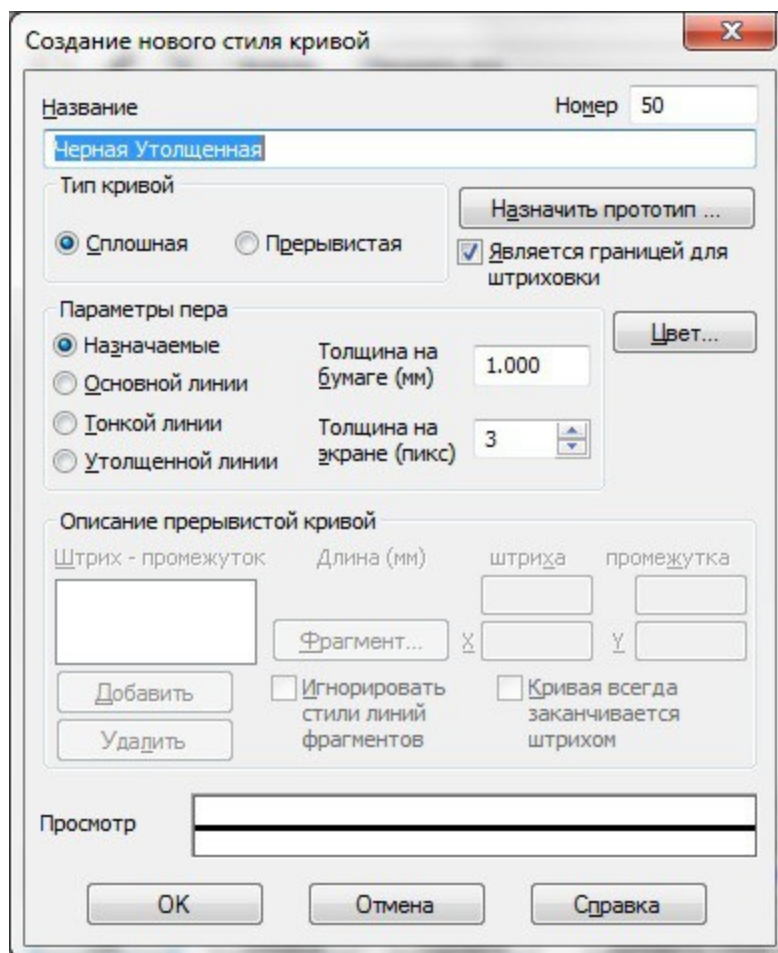 Создание нового стиля кривой
Название
Номер 50
Черная Утолщенная
Тип кривой
Сплошная Прерывистая
Назначить прототип ...
Является границей для
штриховки
Параметры пера
Назначаемые
Основной линии
Тонкой линии
Утолщенной линии
Толщина на
бумаге (мм)
1.000
Толщина на
экране (пикс)
3
Цвет...
Описание прерывистой кривой
Штрих - промежуток Длина (мм) штриха промежутка
Фрагмент... X Y
Добавить
Удалить
Игнорировать
стили линий
фрагментов
Кривая всегда
заканчивается
штрихом
Просмотр
OK Отмена Справка